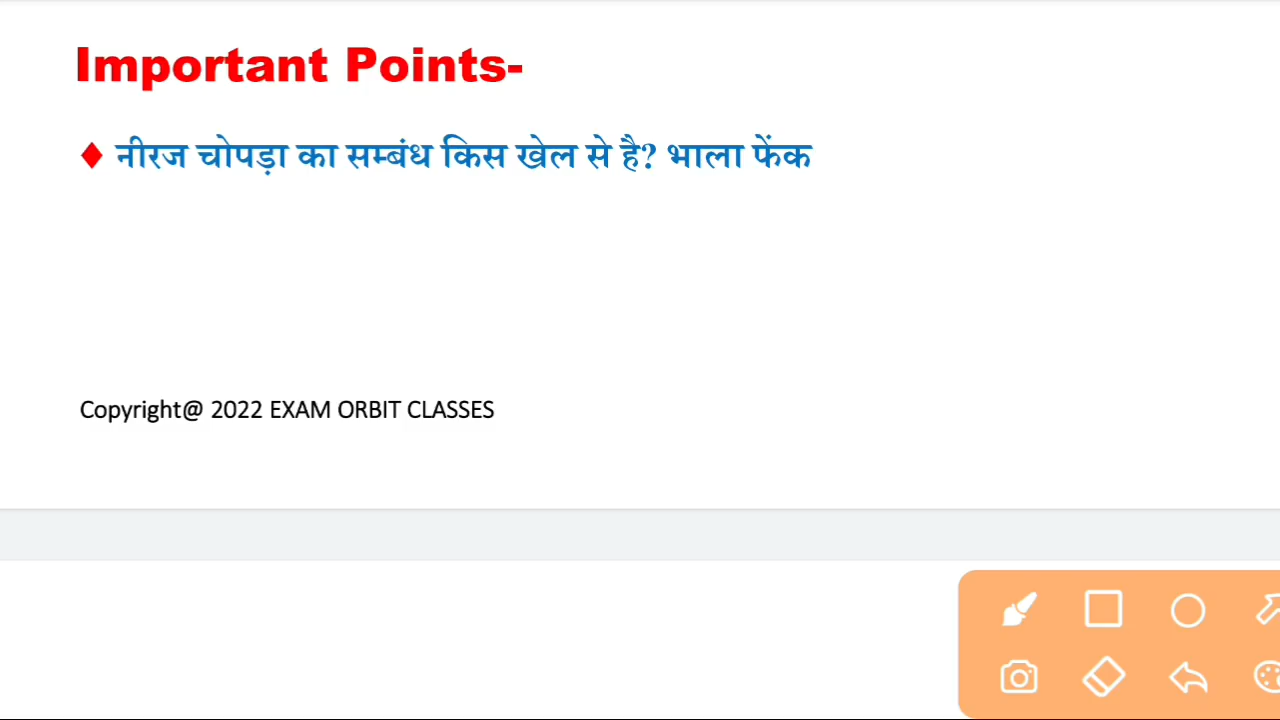 Important Points-
♦ नीरज चोपड़ा का सम्बंध किस खेल से है? भाला फेंक
Copyright@ 2022 EXAM ORBIT CLASSES